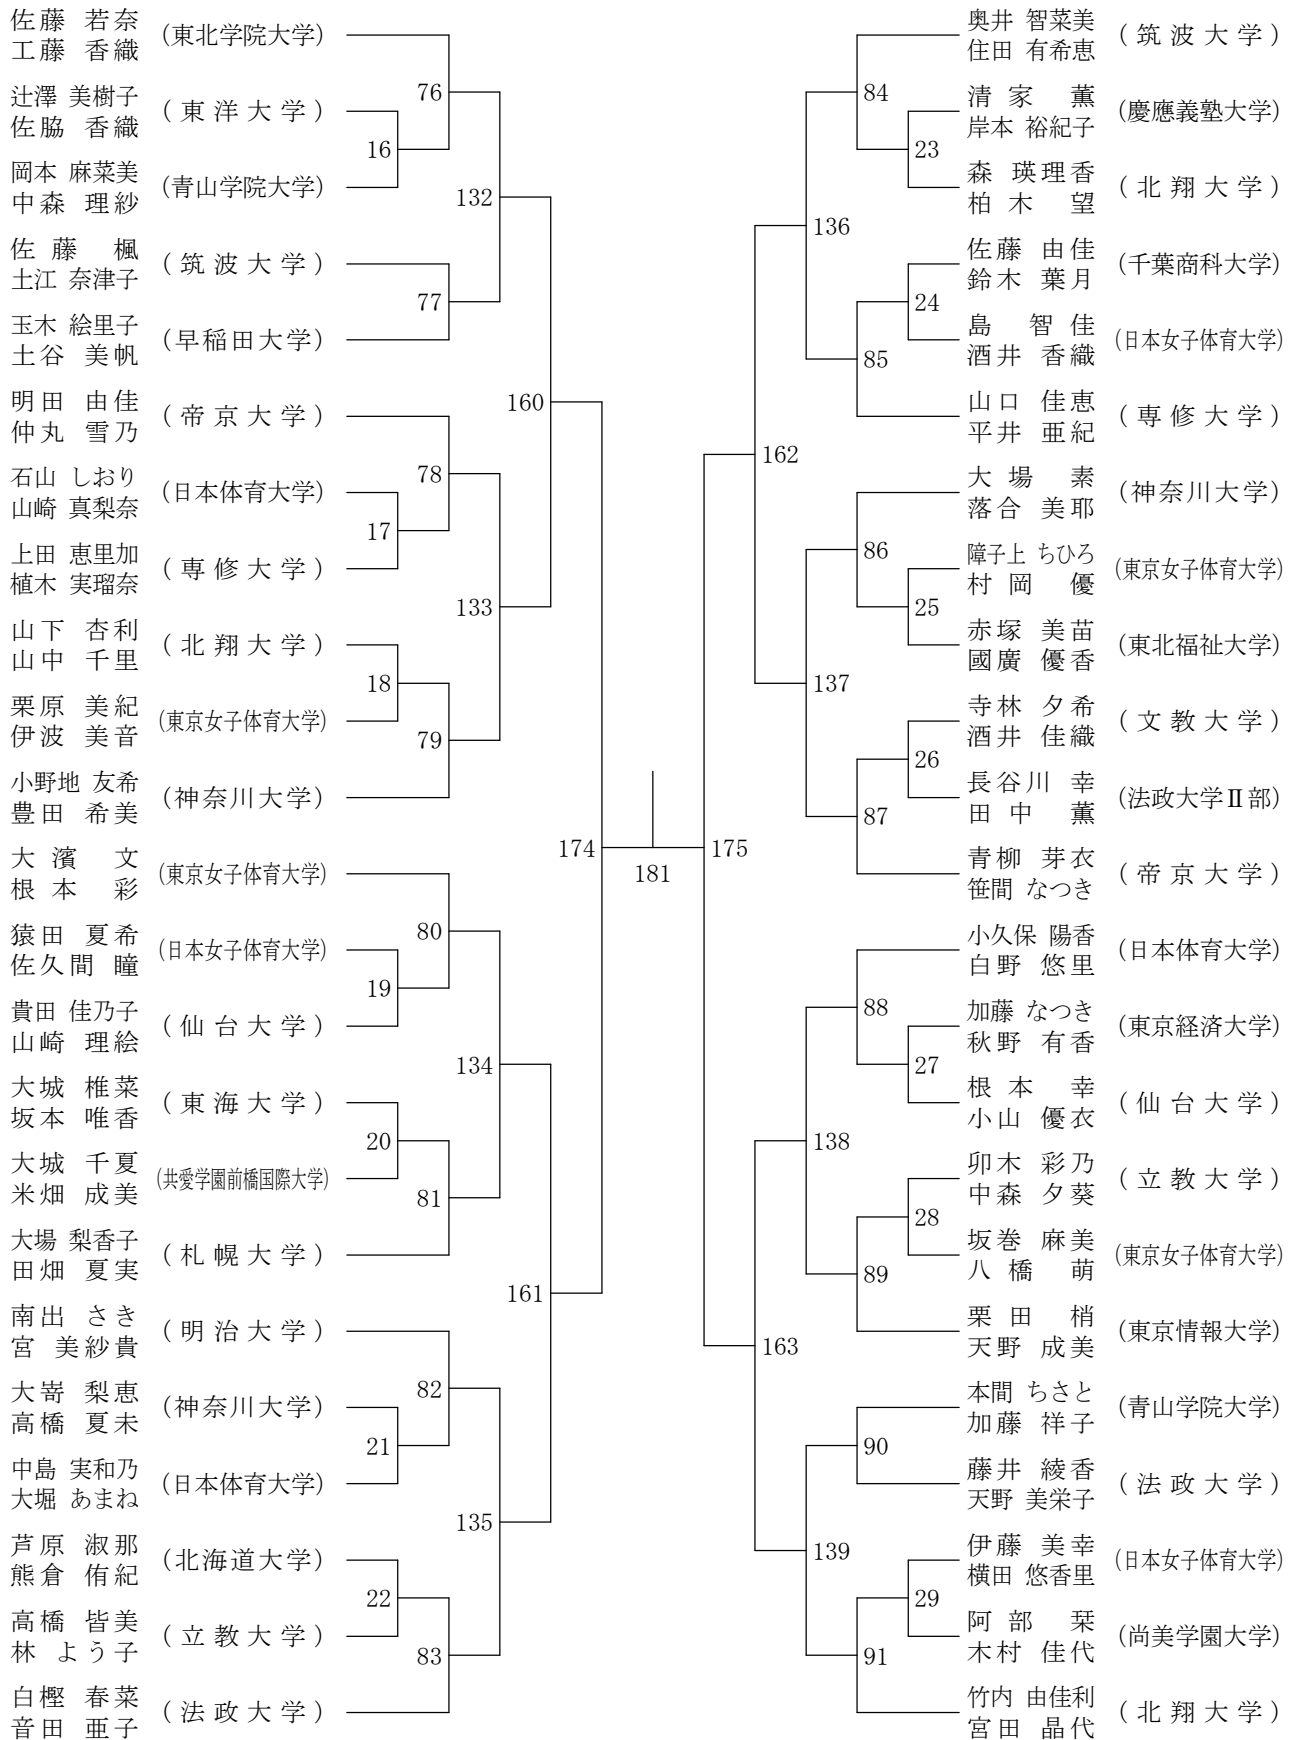 佐藤 若奈
工藤 香織 (東北学院大学)
辻澤 美樹子
佐脇 香織 (東洋大学)
岡本 麻菜美
中森 理紗 (青山学院大学)
佐藤 楓
土江 奈津子 (筑波大学)
玉木 絵里子
土谷 美帆 (早稲田大学)
明田 由佳
仲丸 雪乃 (帝京大学)
石山 しおり
山崎 真梨奈 (日本体育大学)
上田 恵里加
植木 実瑠奈 (専修大学)
山下 杏利
山中 千里 (北翔大学)
栗原 美紀
伊波 美音 (東京女子体育大学)
小野地 友希
豊田 希美 (神奈川大学)
大濱 文
根本 彩 (東京女子体育大学)
猿田 夏希
佐久間 瞳 (日本女子体育大学)
貴田 佳乃子
山崎 理絵 (仙台大学)
大城 椎菜
坂本 唯香 (東海大学)
大城 千夏
米畑 成美 (共愛学園前橋国際大学)
大場 梨香子
田畑 夏実 (札幌大学)
南出 さき
宮 美紗貴 (明治大学)
大嵜 梨恵
高橋 夏未 (神奈川大学)
中島 実和乃
大堀 あまね (日本体育大学)
芦原 淑那
熊倉 侑紀 (北海道大学)
高橋 皆美
林 よう子 (立教大学)
白樫 春菜
音田 亜子 (法政大学)
76
16
132
77
160
78
17
133
18
79
174
80
19
134
20
81
161
82
21
135
22
83
181
奥井 智菜美
住田 有希恵 (筑波大学)
清家 薫
岸本 裕紀子 (慶應義塾大学)
森 瑛理香
柏木 望 (北翔大学)
佐藤 由佳
鈴木 葉月 (千葉商科大学)
島 智佳
酒井 香織 (日本女子体育大学)
山口 佳恵
平井 亜紀 (専修大学)
大場 素
落合 美耶 (神奈川大学)
障子上 ちひろ
村岡 優 (東京女子体育大学)
赤塚 美苗
國廣 優香 (東北福祉大学)
寺林 夕希
酒井 佳織 (文教大学)
長谷川 幸
田中 薫 (法政大学Ⅱ部)
青柳 芽衣
笹間 なつき (帝京大学)
小久保 陽香
白野 悠里 (日本体育大学)
加藤 なつき
秋野 有香 (東京経済大学)
根本 幸
小山 優衣 (仙台大学)
卯木 彩乃
中森 夕葵 (立教大学)
坂巻 麻美
八橋 萌 (東京女子体育大学)
栗田 梢
天野 成美 (東京情報大学)
本間 ちさと
加藤 祥子 (青山学院大学)
藤井 綾香
天野 美栄子 (法政大学)
伊藤 美幸
横田 悠香里 (日本女子体育大学)
阿部 栞
木村 佳代 (尚美学園大学)
竹内 由佳利
宮田 晶代 (北翔大学)
84
23
136
24
85
162
86
25
137
26
87
175
88
27
138
28
89
163
90
139
29
91